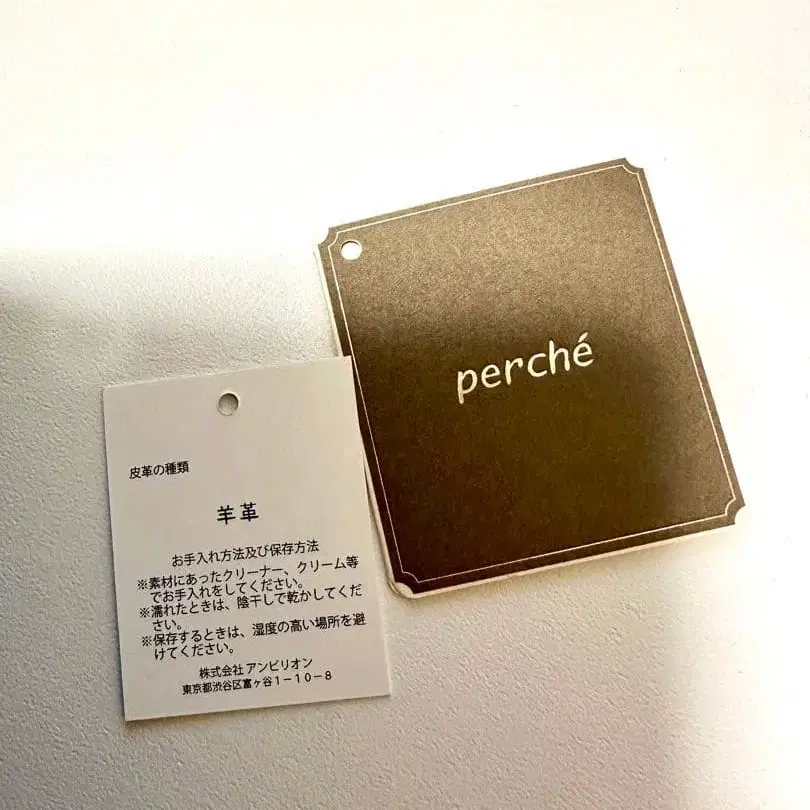 perché
皮革の種類
羊革
お手入れ方法及び保存方法
※素材にあったクリーナー、クリーム等
でお手入れをしてください。
※濡れたときは、陰干しで乾かしてくだ
さい。
※保存するときは、湿度の高い場所を避
けてください。
株式会社アンビリオン
東京都渋谷区富ヶ谷1-10-8